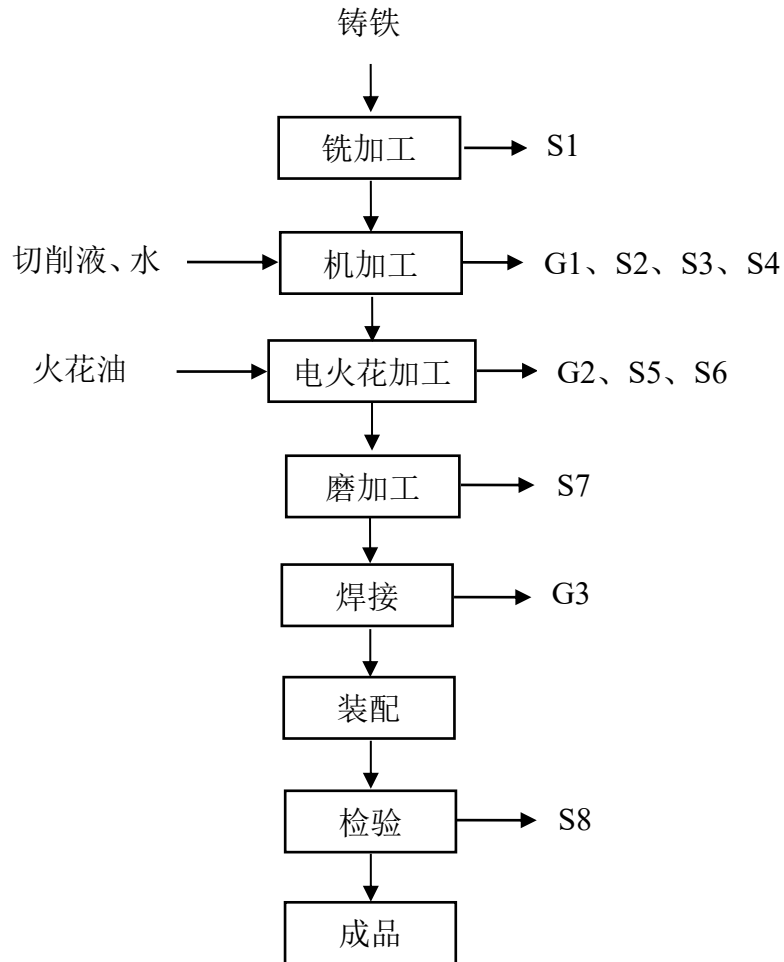 铸铁
铣加工
S1
切削液、水
机加工
G1、S2、S3、S4
火花油
电火花加工
G2、S5、S6
磨加工
S7
焊接
G3
装配
检验
S8
成品